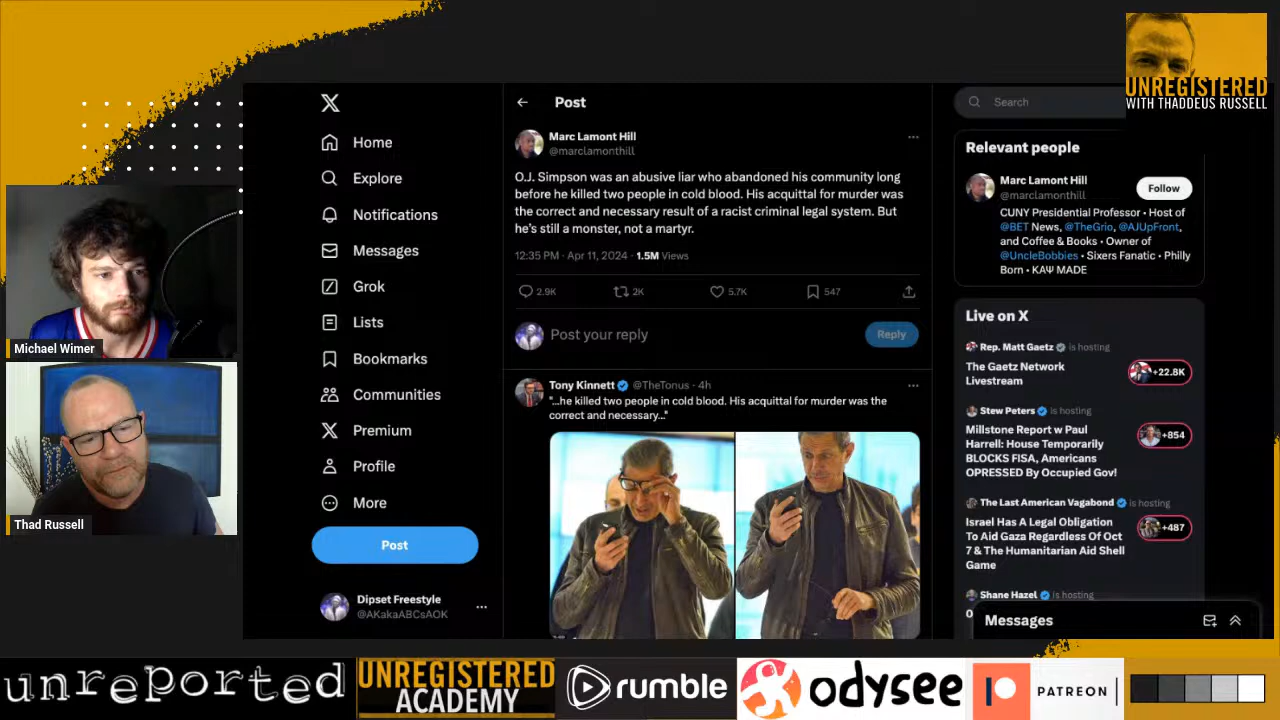 UNREGISTERED
WITH THADDEUS RUSSELL
Michael Wimer
Thad Russell
Home
Explore
Notifications
Messages
Grok
Lists
Bookmarks
Communities
Premium
Profile
More
Post
Dipset Freestyle
@AKakaABCsAOK
Post
Marc Lamont Hill
@marclamonthill
O.J. Simpson was an abusive liar who abandoned his community long
before he killed two people in cold blood. His acquittal for murder was
the correct and necessary result of a racist criminal legal system. But
he's still a monster, not a martyr.
12:35 PM · Apr 11, 2024 · 1.5M Views
2.9K 2K 5.7K 547
Post your reply
Reply
Tony Kinnett @TheTonus · 4h
"...he killed two people in cold blood. His acquittal for murder was the
correct and necessary..."
Search
Relevant people
Marc Lamont Hill
@marclamonthill
Follow
CUNY Presidential Professor • Host of
@BET News, @TheGrio, @AJUpFront,
and Coffee & Books • Owner of
@UncleBobbies • Sixers Fanatic • Philly
Born • KAΨ MADE
Live on X
Rep. Matt Gaetz is hosting
The Gaetz Network
Livestream
+22.8K
Stew Peters is hosting
Millstone Report w Paul
Harrell: House Temporarily
BLOCKS FISA, Americans
OPRESSED By Occupied Gov!
+854
The Last American Vagabond is hosting
Israel Has A Legal Obligation
To Aid Gaza Regardless Of Oct
7 & The Humanitarian Aid Shell
Game
+487
Shane Hazel is hosting
Messages
unreported
UNREGISTERED
ACADEMY
rumble
odysee
PATREON